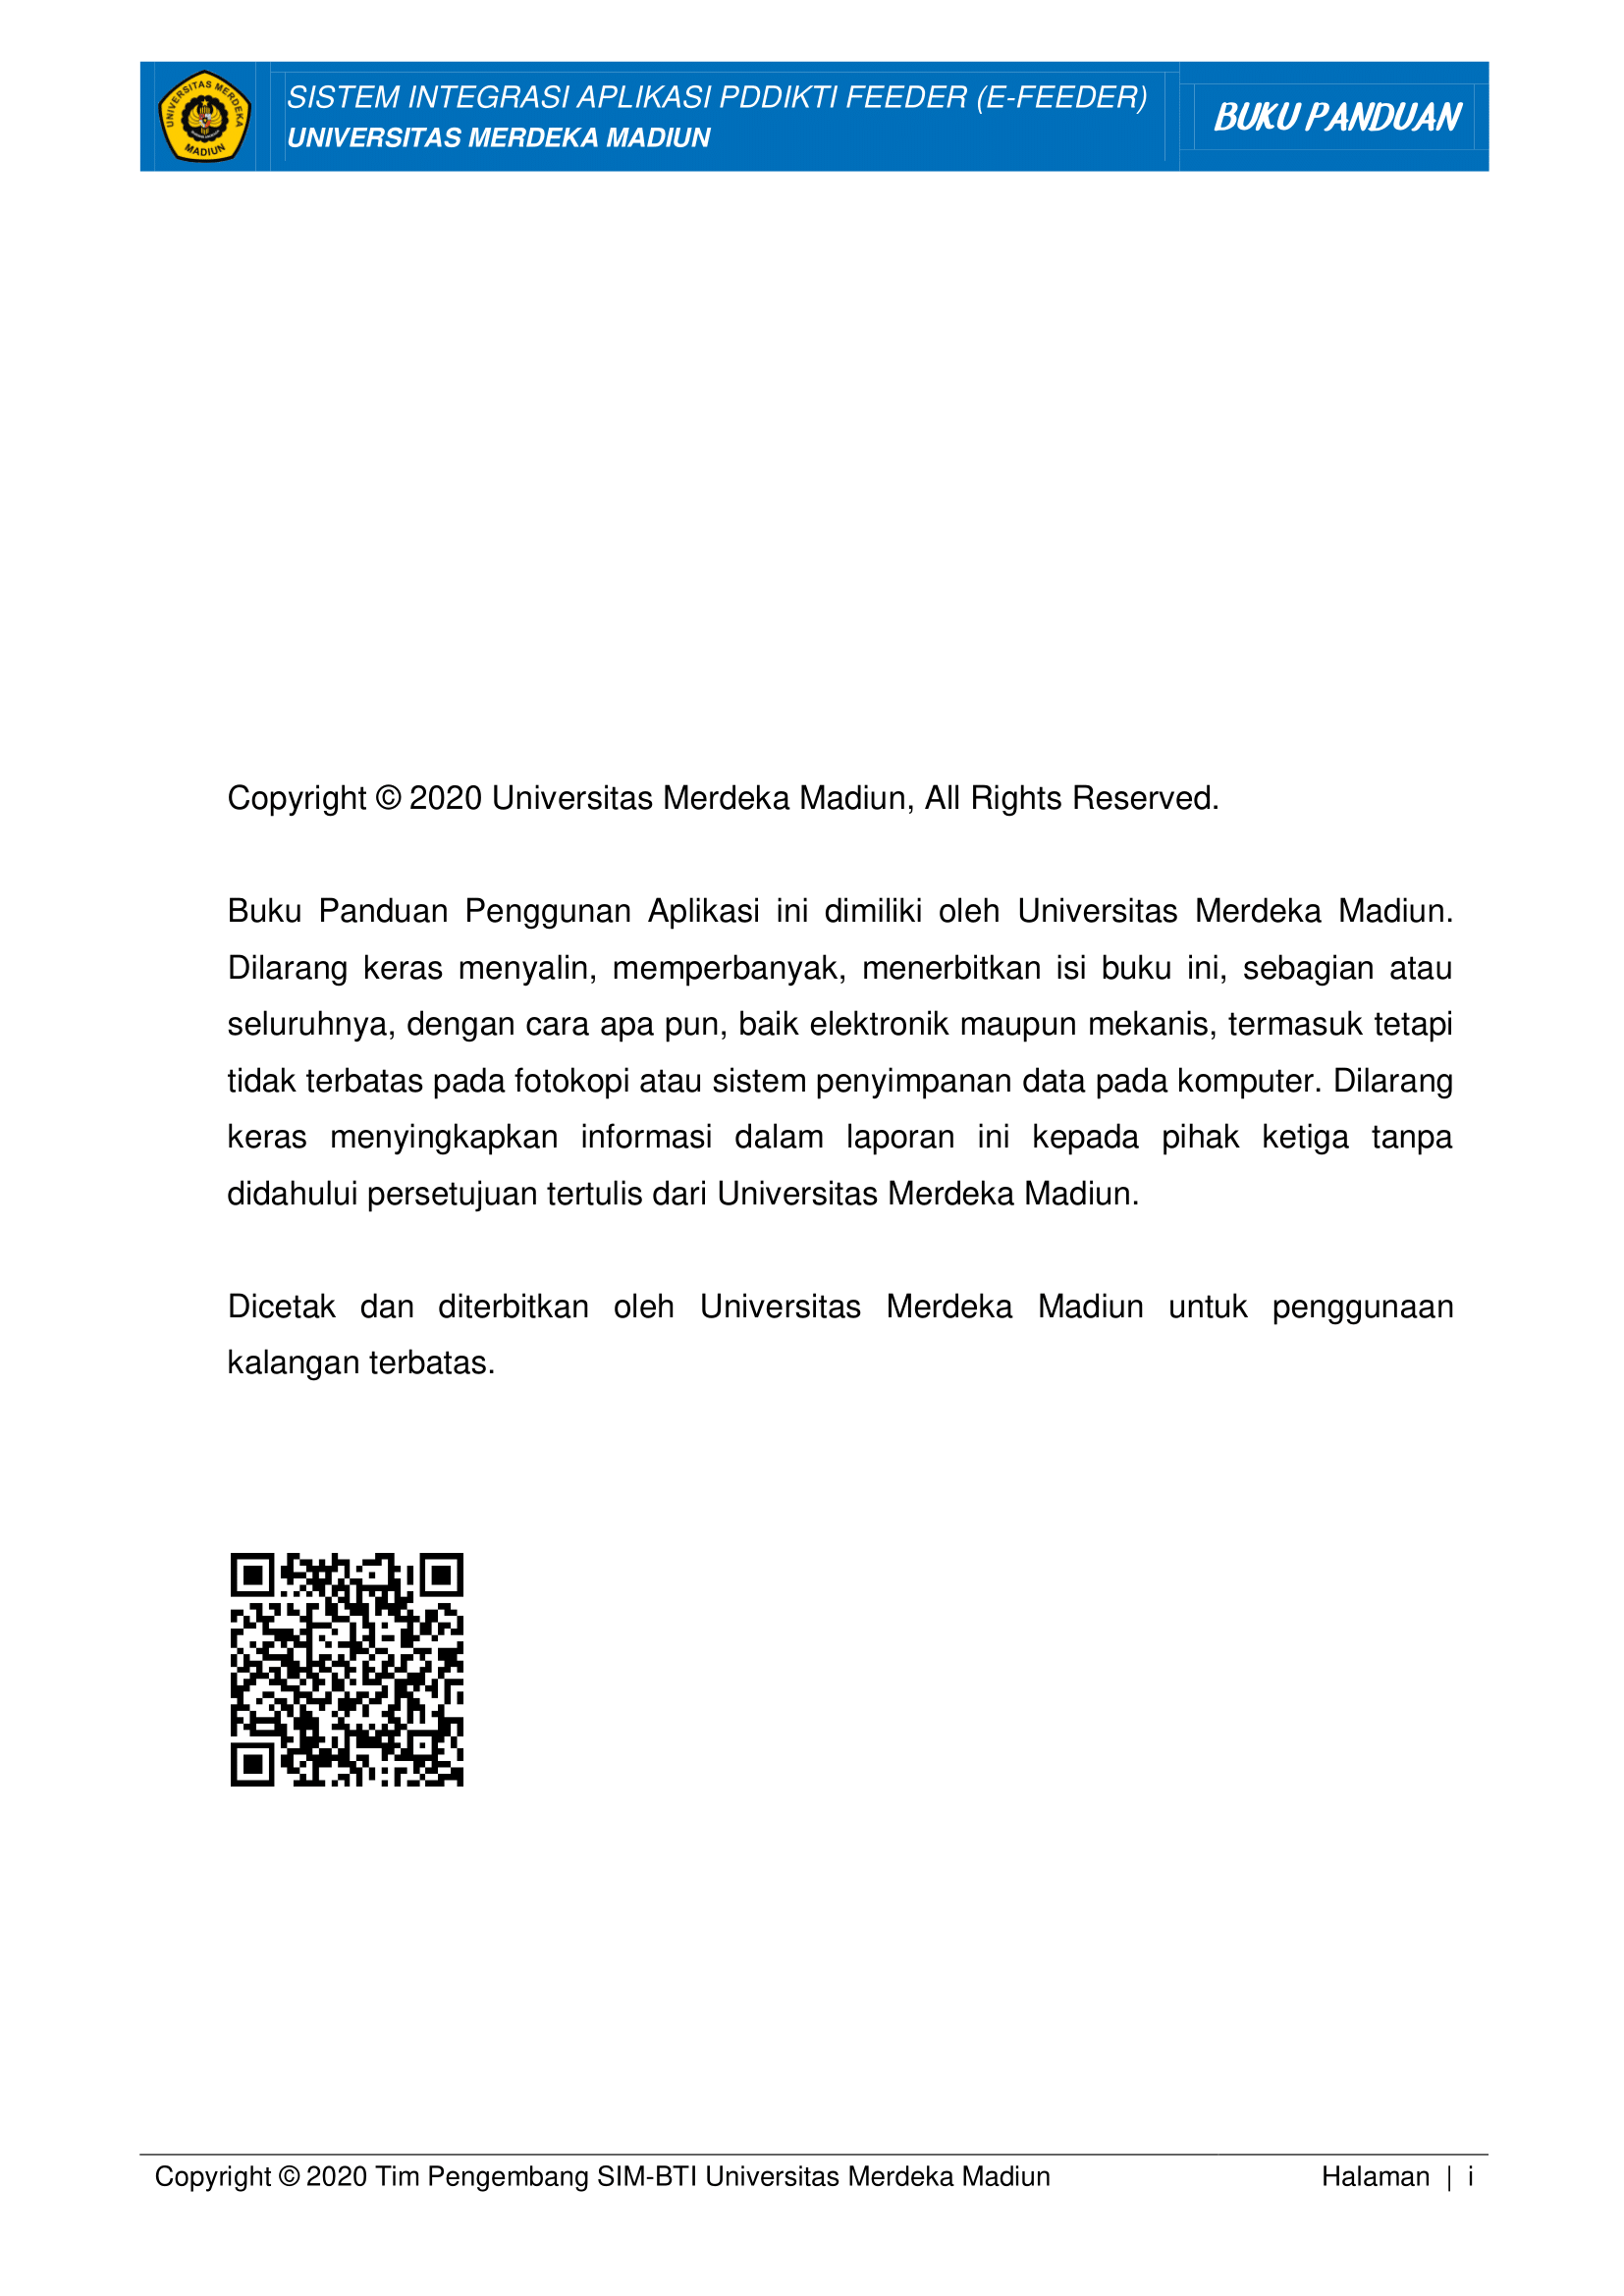 UNIVERSITAS MERDEKA
MADIUN
SISTEM INTEGRASI APLIKASI PDDIKTI FEEDER (E-FEEDER)
UNIVERSITAS MERDEKA MADIUN
BUKU PANDUAN
Copyright © 2020 Universitas Merdeka Madiun, All Rights Reserved.
Buku Panduan Penggunan Aplikasi ini dimiliki oleh Universitas Merdeka Madiun.
Dilarang keras menyalin, memperbanyak, menerbitkan isi buku ini, sebagian atau
seluruhnya, dengan cara apa pun, baik elektronik maupun mekanis, termasuk tetapi
tidak terbatas pada fotokopi atau sistem penyimpanan data pada komputer. Dilarang
keras menyingkapkan informasi dalam laporan ini kepada pihak ketiga tanpa
didahului persetujuan tertulis dari Universitas Merdeka Madiun.
Dicetak dan diterbitkan oleh Universitas Merdeka Madiun untuk penggunaan
kalangan terbatas.
Copyright © 2020 Tim Pengembang SIM-BTI Universitas Merdeka Madiun
Halaman | i